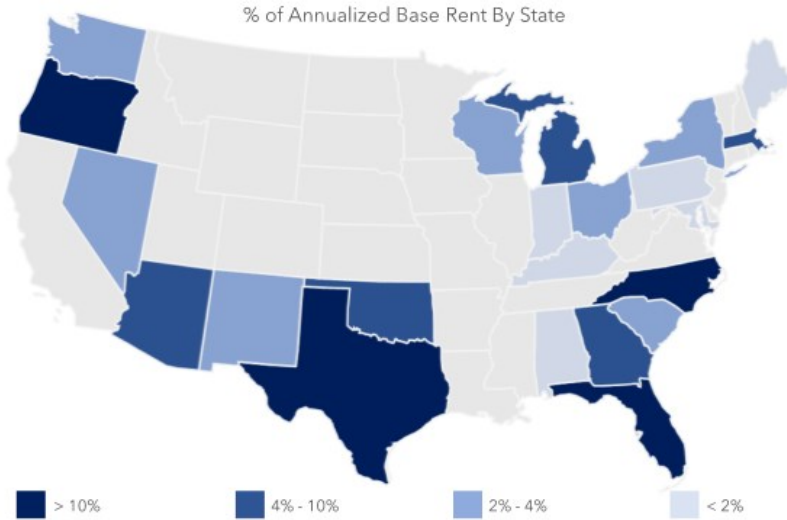 % of Annualized Base Rent By State
> 10%
4% - 10%
2% - 4%
< 2%